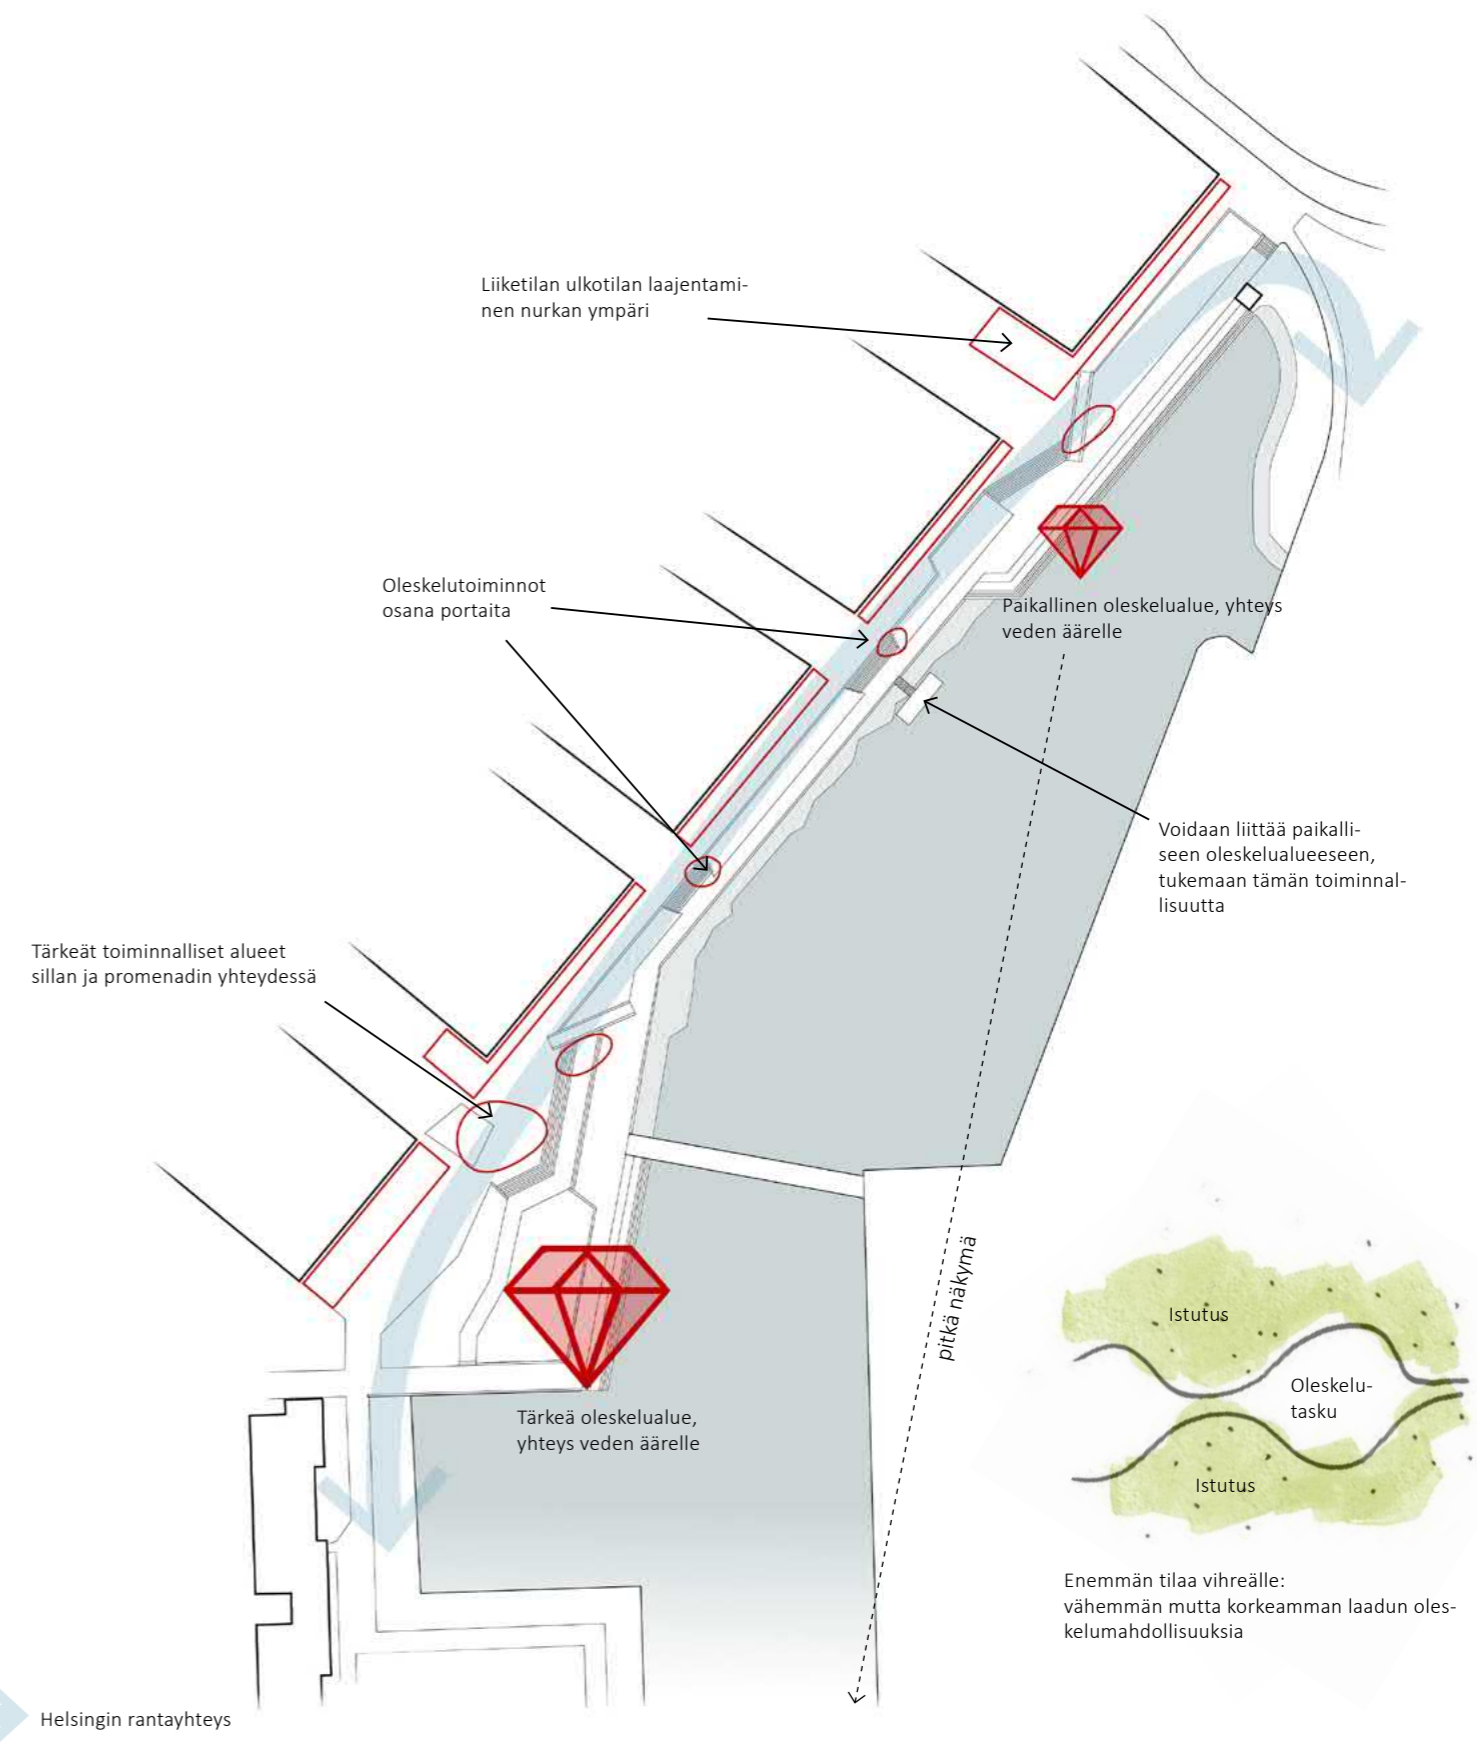 Liiketilan ulkotilan laajentami-
nen nurkan ympäri
Oleskelutoiminnot
osana portaita
Paikallinen oleskelualue, yhteys
veden äärelle
Voidaan liittää paikalli-
seen oleskelualueeseen,
tukemaan tämän toiminnal-
lisuutta
Tärkeät toiminnalliset alueet
sillan ja promenadin yhteydessä
pitkä näkymä
Tärkeä oleskelualue,
yhteys veden äärelle
Istutus
Oleskelu-
tasku
Istutus
Enemmän tilaa vihreälle:
vähemmän mutta korkeamman laadun oles-
kelumahdollisuuksia
Helsingin rantayhteys